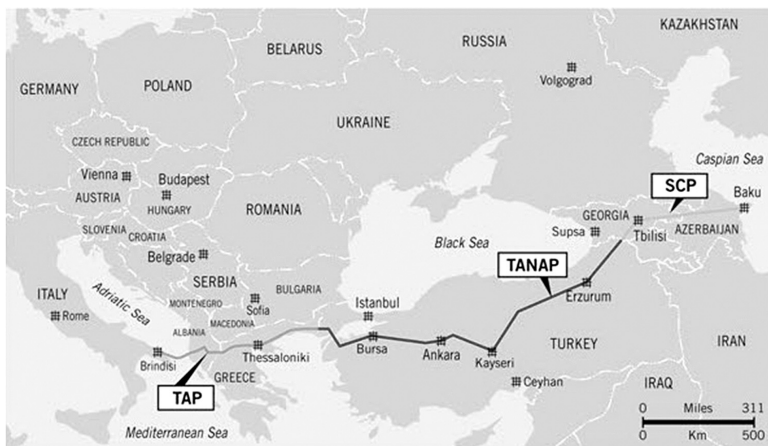 KAZAKHSTAN
RUSSIA
BELARUS
GERMANY
POLAND
Volgograd
UKRAINE
CZECH REPUBLIC
Vienna
Budapest
AUSTRIA
HUNGARY
Caspian Sea
SCP
Baku
ROMANIA
GEORGIA
SLOVENIA
CROATIA
Supsa
Tbilisi
AZERBAIJAN
Black Sea
Belgrade
TANAP
SERBIA
Adriatic Sea
BULGARIA
ITALY
MONTENEGRO
Sofia
Istanbul
Erzurum
Rome
MACEDONIA
ALBANIA
Bursa
Ankara
TURKEY
IRAN
Brindisi
Thessaloniki
Kayseri
GREECE
Ceyhan
IRAQ
TAP
0 Miles 311
0 Km 500
Mediterranean Sea